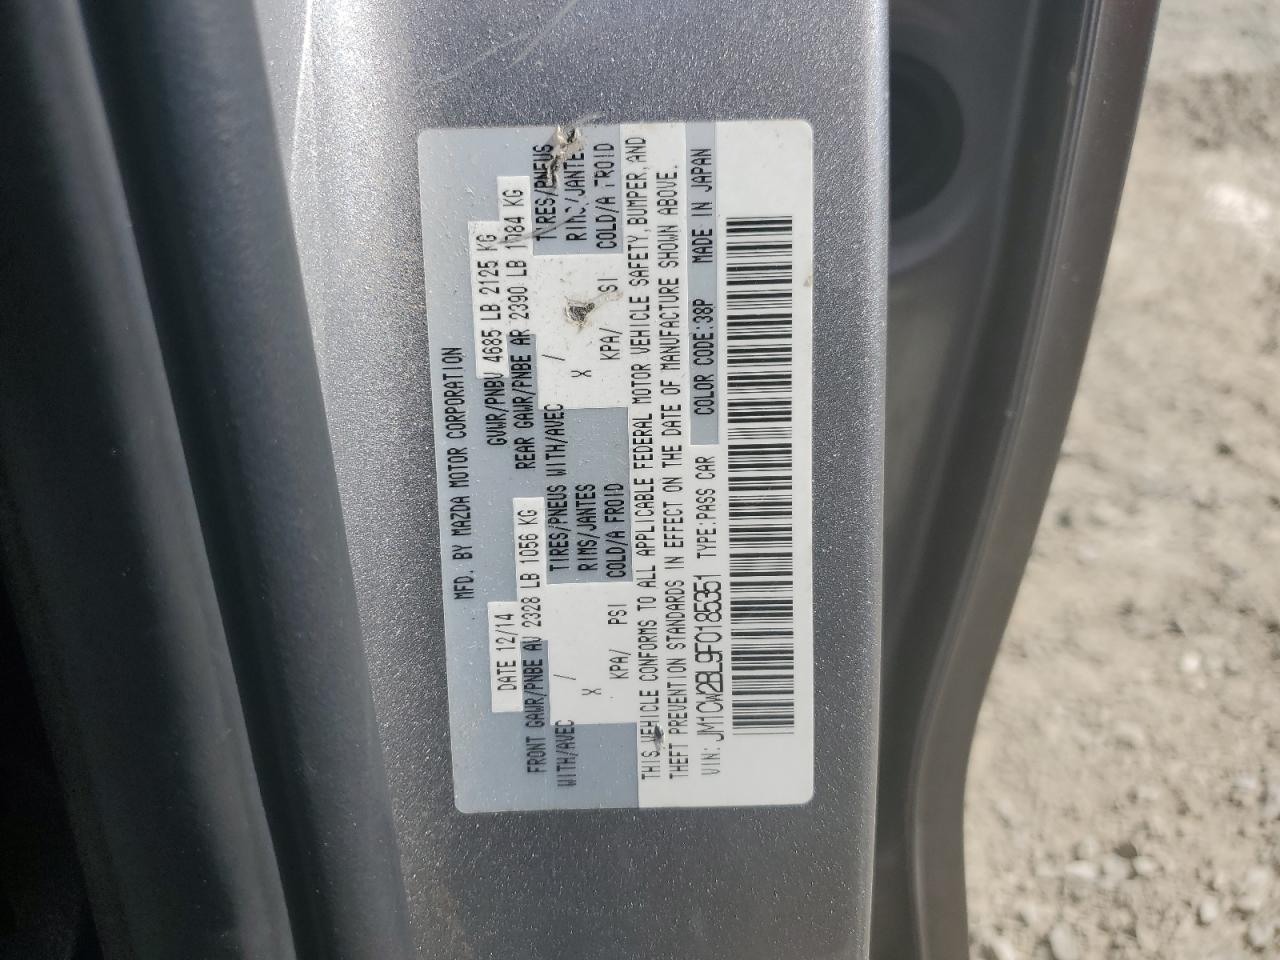 MFD. BY MAZDA MOTOR CORPORATION
DATE 12/14 GVWR/PNBV 4685 LB 2125 KG
FRONT GAWR/PNBE AV 2328 LB 1056 KG REAR GAWR/PNBE AR 2390 LB 1084 KG
TIRES/PNEUS WITH/AVEC TIRES/PNEUS
WITH/AVEC / RIMS/JANTES / RIMS/JANTES
X COLD/A FROID X COLD/A FROID
KPA/ PSI KPA/ PSI
THIS VEHICLE CONFORMS TO ALL APPLICABLE FEDERAL MOTOR VEHICLE SAFETY, BUMPER, AND
THEFT PREVENTION STANDARDS IN EFFECT ON THE DATE OF MANUFACTURE SHOWN ABOVE.
VIN: JM1CW2BL9F0185351 TYPE:PASS CAR COLOR CODE:38P MADE IN JAPAN